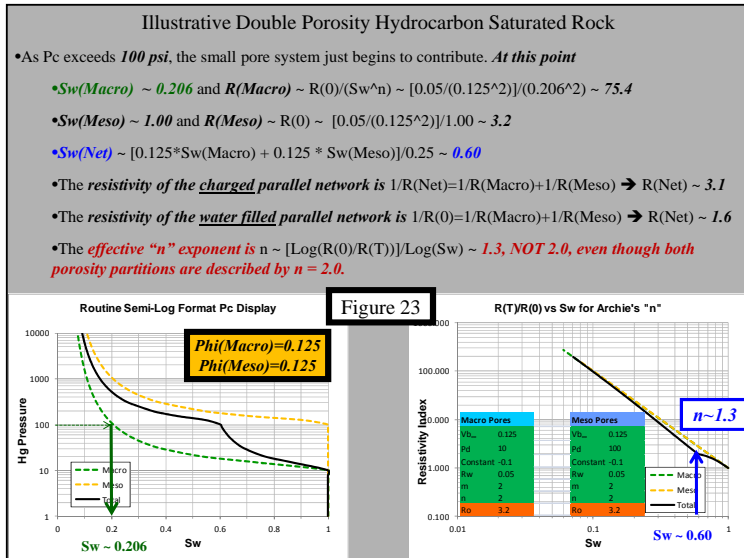 Illustrative Double Porosity Hydrocarbon Saturated Rock
•As Pc exceeds 100 psi, the small pore system just begins to contribute. At this point
•Sw(Macro) ~ 0.206 and R(Macro) ~ R(0)/(Sw^n) ~ [0.05/(0.125^2)]/(0.206^2) ~ 75.4
•Sw(Meso) ~ 1.00 and R(Meso) ~ R(0) ~ [0.05/(0.125^2)]/1.00 ~ 3.2
•Sw(Net) ~ [0.125*Sw(Macro) + 0.125 * Sw(Meso)]/0.25 ~ 0.60
•The resistivity of the charged parallel network is 1/R(Net)=1/R(Macro)+1/R(Meso) ➔ R(Net) ~ 3.1
•The resistivity of the water filled parallel network is 1/R(0)=1/R(Macro)+1/R(Meso) ➔ R(Net) ~ 1.6
•The effective “n” exponent is n ~ [Log(R(0)/R(T))]/Log(Sw) ~ 1.3, NOT 2.0, even though both
porosity partitions are described by n = 2.0.
Figure 23
Routine Semi-Log Format Pc Display
Phi(Macro)=0.125
Phi(Meso)=0.125
Hg Pressure
10000
1000
100
10
1
Macro
Meso
Total
0 0.2 0.4 0.6 0.8 1
Sw
Sw ~ 0.206
R(T)/R(0) vs Sw for Archie's "n"
Resistivity Index
000.000
100.000
1.000
0.100
n~1.3
Macro Pores
Vb∞ 0.125
Pd 10
Constant -0.1
Rw 0.05
m 2
n 2
Ro 3.2
Meso Pores
Vb∞ 0.125
Pd 100
Constant -0.1
Rw 0.05
m 2
n 2
Ro 3.2
Macro
Meso
Total
0.01 0.1 1
Sw
Sw ~ 0.60